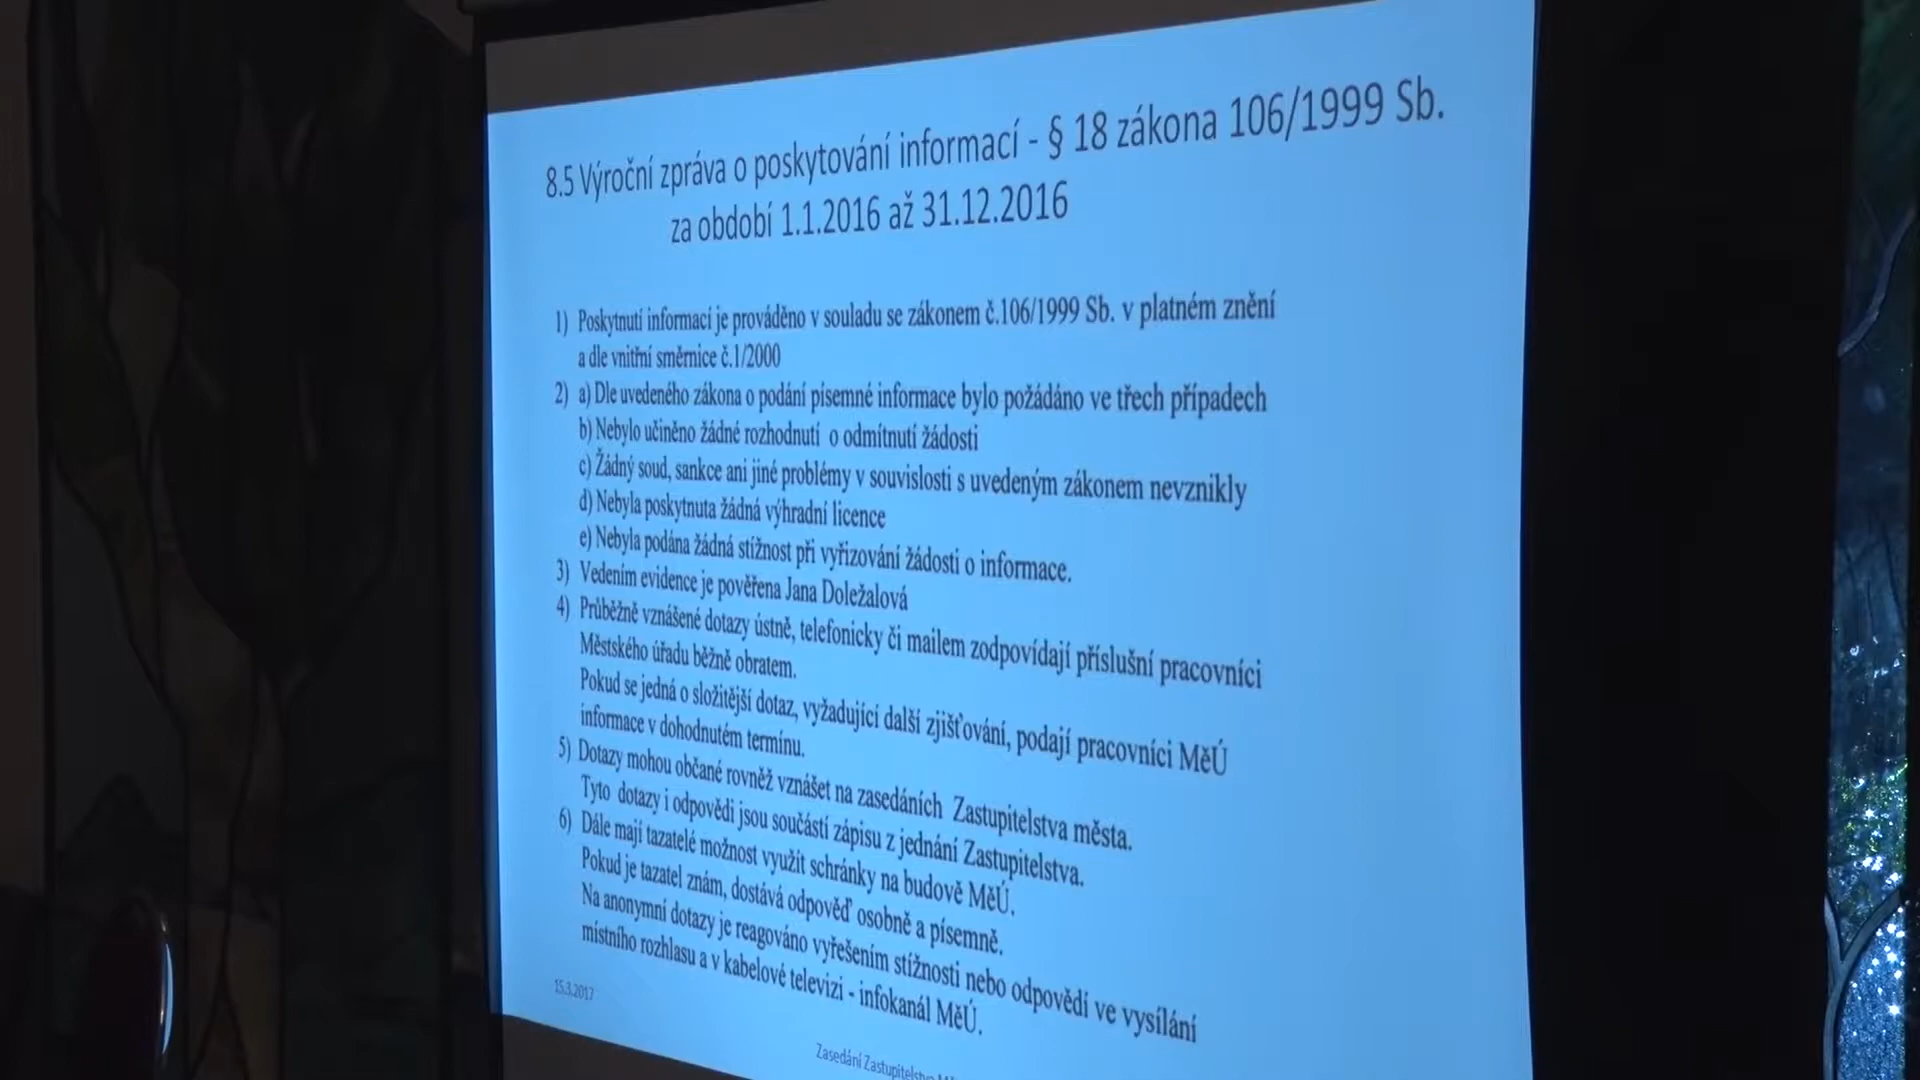 8.5 Výroční zpráva o poskytování informací - § 18 zákona 106/1999 Sb.
za období 1.1.2016 až 31.12.2016
1) Poskytnutí informací je prováděno v souladu se zákonem č.106/1999 Sb. v platném znění
a dle vnitřní směrnice č.1/2000
2) a) Dle uvedeného zákona o podání písemné informace bylo požádáno ve třech případech
b) Nebylo učiněno žádné rozhodnutí o odmítnutí žádosti
c) Žádný soud, sankce ani jiné problémy v souvislosti s uvedeným zákonem nevznikly
d) Nebyla poskytnuta žádná výhradní licence
e) Nebyla podána žádná stížnost při vyřizování žádosti o informace.
3) Vedením evidence je pověřena Jana Doležalová
4) Průběžně vznášené dotazy ústně, telefonicky či mailem zodpovídají příslušní pracovníci
Městského úřadu běžně obratem.
Pokud se jedná o složitější dotaz, vyžadující další zjišťování, podají pracovníci MěÚ
informace v dohodnutém termínu.
5) Dotazy mohou občané rovněž vznášet na zasedáních Zastupitelstva města.
Tyto dotazy i odpovědi jsou součástí zápisu z jednání Zastupitelstva.
6) Dále mají tazatelé možnost využít schránky na budově MěÚ.
Pokud je tazatel znám, dostává odpověď osobně a písemně.
Na anonymní dotazy je reagováno vyřešením stížnosti nebo odpovědí ve vysílání
místního rozhlasu a v kabelové televizi - infokanál MěÚ.
15.3.2017
Zasedání